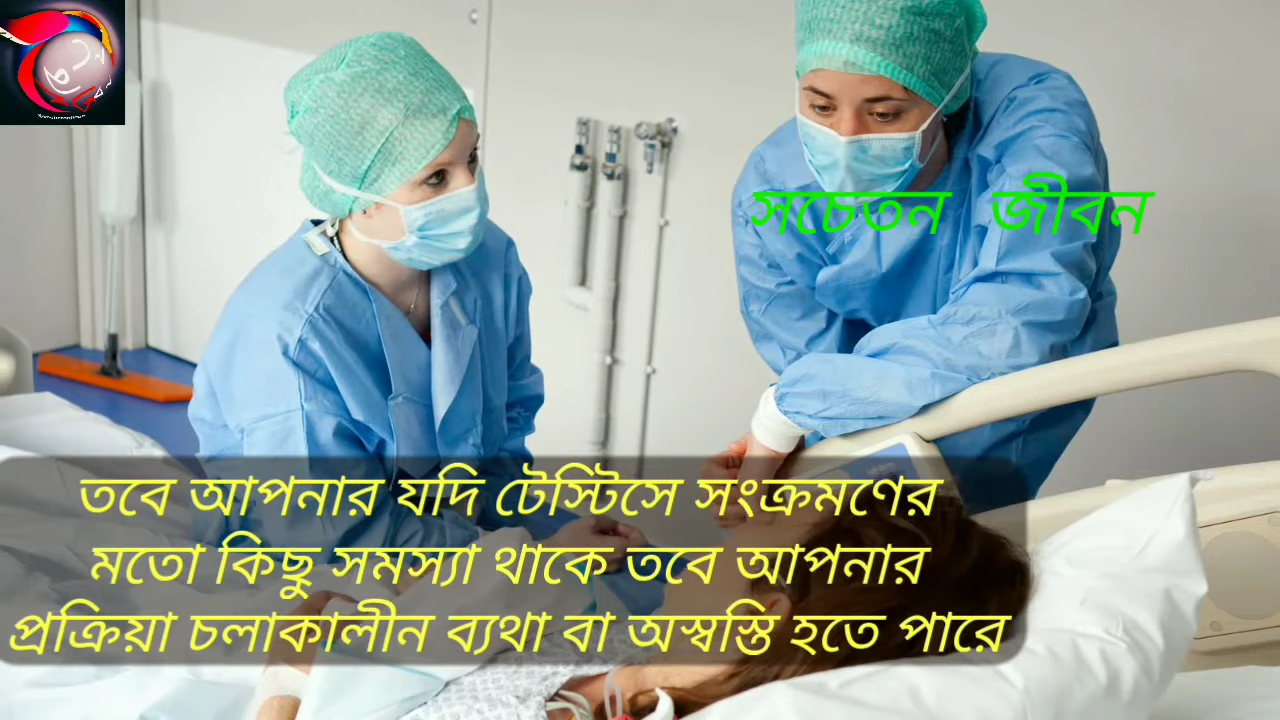 সচেতন জীবন
তবে আপনার যদি টেস্টিসে সংক্রমণের
মতো কিছু সমস্যা থাকে তবে আপনার
প্রক্রিয়া চলাকালীন ব্যথা বা অস্বস্তি হতে পারে